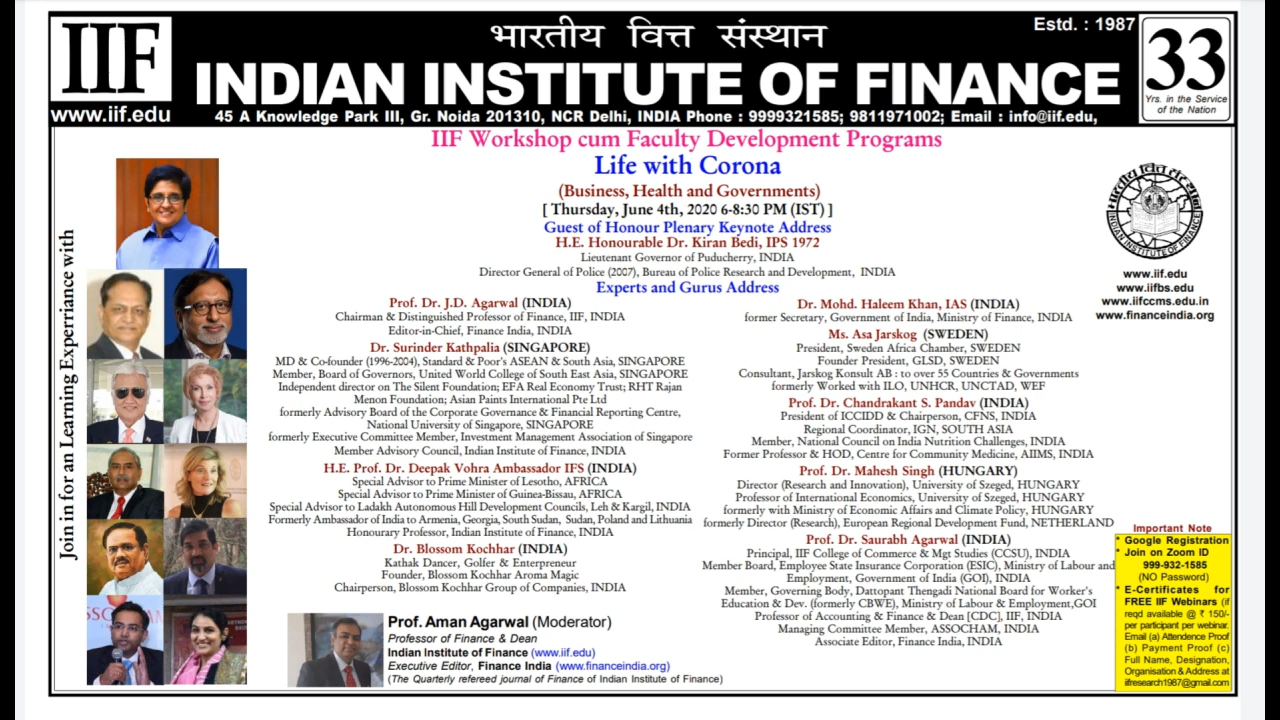 IIF
www.iif.edu
भारतीय वित्त संस्थान
Estd. : 1987
INDIAN INSTITUTE OF FINANCE
45 A Knowledge Park III, Gr. Noida 201310, NCR Delhi, INDIA Phone : 9999321585; 9811971002; Email : info@iif.edu,
33
Yrs. in the Service
of the Nation
IIF Workshop cum Faculty Development Programs
Life with Corona
(Business, Health and Governments)
[ Thursday, June 4th, 2020 6-8:30 PM (IST) ]
Guest of Honour Plenary Keynote Address
H.E. Honourable Dr. Kiran Bedi, IPS 1972
Lieutenant Governor of Puducherry, INDIA
Director General of Police (2007), Bureau of Police Research and Development, INDIA
Experts and Gurus Address
Join in for an Learning Experriance with
Prof. Dr. J.D. Agarwal (INDIA)
Chairman & Distinguished Professor of Finance, IIF, INDIA
Editor-in-Chief, Finance India, INDIA
Dr. Surinder Kathpalia (SINGAPORE)
MD & Co-founder (1996-2004), Standard & Poor's ASEAN & South Asia, SINGAPORE
Member, Board of Governors, United World College of South East Asia, SINGAPORE
Independent director on The Silent Foundation; EFA Real Economy Trust; RHT Rajan
Menon Foundation; Asian Paints International Pte Ltd
formerly Advisory Board of the Corporate Governance & Financial Reporting Centre,
National University of Singapore, SINGAPORE
formerly Executive Committee Member, Investment Management Association of Singapore
Member Advisory Council, Indian Institute of Finance, INDIA
H.E. Prof. Dr. Deepak Vohra Ambassador IFS (INDIA)
Special Advisor to Prime Minister of Lesotho, AFRICA
Special Advisor to Prime Minister of Guinea-Bissau, AFRICA
Special Advisor to Ladakh Autonomous Hill Development Councils, Leh & Kargil, INDIA
Formerly Ambassador of India to Armenia, Georgia, South Sudan, Sudan, Poland and Lithuania
Honourary Professor, Indian Institute of Finance, INDIA
Dr. Blossom Kochhar (INDIA)
Kathak Dancer, Golfer & Enterpreneur
Founder, Blossom Kochhar Aroma Magic
Chairperson, Blossom Kochhar Group of Companies, INDIA
Dr. Mohd. Haleem Khan, IAS (INDIA)
former Secretary, Government of India, Ministry of Finance, INDIA
Ms. Asa Jarskog (SWEDEN)
President, Sweden Africa Chamber, SWEDEN
Founder President, GLSD, SWEDEN
Consultant, Jarskog Konsult AB : to over 55 Countries & Governments
formerly Worked with ILO, UNHCR, UNCTAD, WEF
Prof. Dr. Chandrakant S. Pandav (INDIA)
President of ICCIDD & Chairperson, CFNS, INDIA
Regional Coordinator, IGN, SOUTH ASIA
Member, National Council on India Nutrition Challenges, INDIA
Former Professor & HOD, Centre for Community Medicine, AIIMS, INDIA
Prof. Dr. Mahesh Singh (HUNGARY)
Director (Research and Innovation), University of Szeged, HUNGARY
Professor of International Economics, University of Szeged, HUNGARY
formerly with Ministry of Economic Affairs and Climate Policy, HUNGARY
formerly Director (Research), European Regional Development Fund, NETHERLAND
Prof. Dr. Saurabh Agarwal (INDIA)
Principal, IIF College of Commerce & Mgt Studies (CCSU), INDIA
Member Board, Employee State Insurance Corporation (ESIC), Ministry of Labour and
Employment, Government of India (GOI), INDIA
Member, Governing Body, Dattopant Thengadi National Board for Worker's
Education & Dev. (formerly CBWE), Ministry of Labour & Employment,GOI
Professor of Accounting & Finance & Dean [CDC], IIF, INDIA
Managing Committee Member, ASSOCHAM, INDIA
Associate Editor, Finance India, INDIA
INDIAN INSTITUTE OF FINANCE
www.iif.edu
www.iifbs.edu
www.iifccms.edu.in
www.financeindia.org
Important Note
* Google Registration
* Join on Zoom ID
999-932-1585
(NO Password)
* E-Certificates for
FREE IIF Webinars (if
reqd available @ ₹ 150/-
per participant per webinar.
Email (a) Attendence Proof
(b) Payment Proof (c)
Full Name, Designation,
Organisation & Address at
iifresearch1987@gmail.com
Prof. Aman Agarwal (Moderator)
Professor of Finance & Dean
Indian Institute of Finance (www.iif.edu)
Executive Editor, Finance India (www.financeindia.org)
(The Quarterly refereed journal of Finance of Indian Institute of Finance)